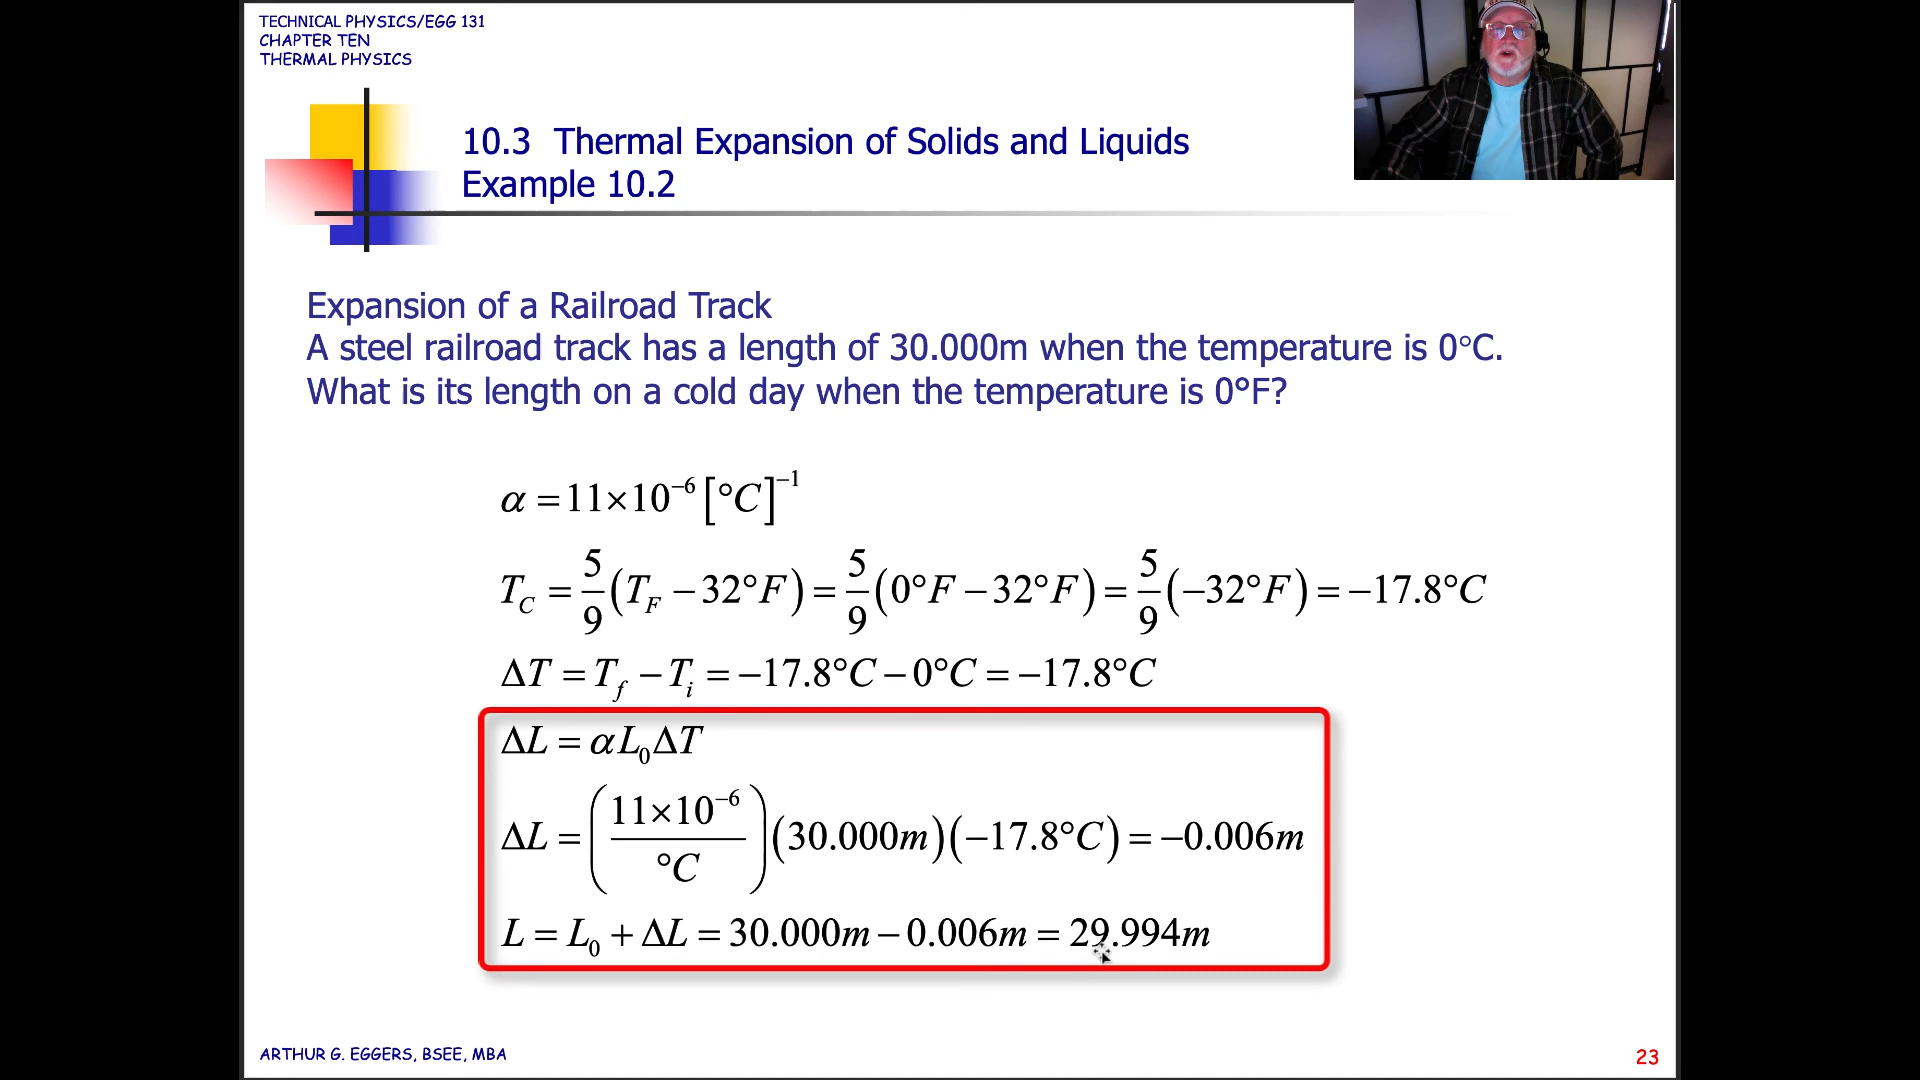 TECHNICAL PHYSICS/EGG 131
CHAPTER TEN
THERMAL PHYSICS
10.3 Thermal Expansion of Solids and Liquids
Example 10.2
Expansion of a Railroad Track
A steel railroad track has a length of 30.000m when the temperature is 0°C.
What is its length on a cold day when the temperature is 0°F?
α = 11×10⁻⁶ [°C]⁻¹
T_C = 5/9 (T_F − 32°F) = 5/9 (0°F − 32°F) = 5/9 (−32°F) = −17.8°C
ΔT = T_f − T_i = −17.8°C − 0°C = −17.8°C
ΔL = αL₀ΔT
ΔL = (11×10⁻⁶ / °C) (30.000m)(−17.8°C) = −0.006m
L = L₀ + ΔL = 30.000m − 0.006m = 29.994m
ARTHUR G. EGGERS, BSEE, MBA
23